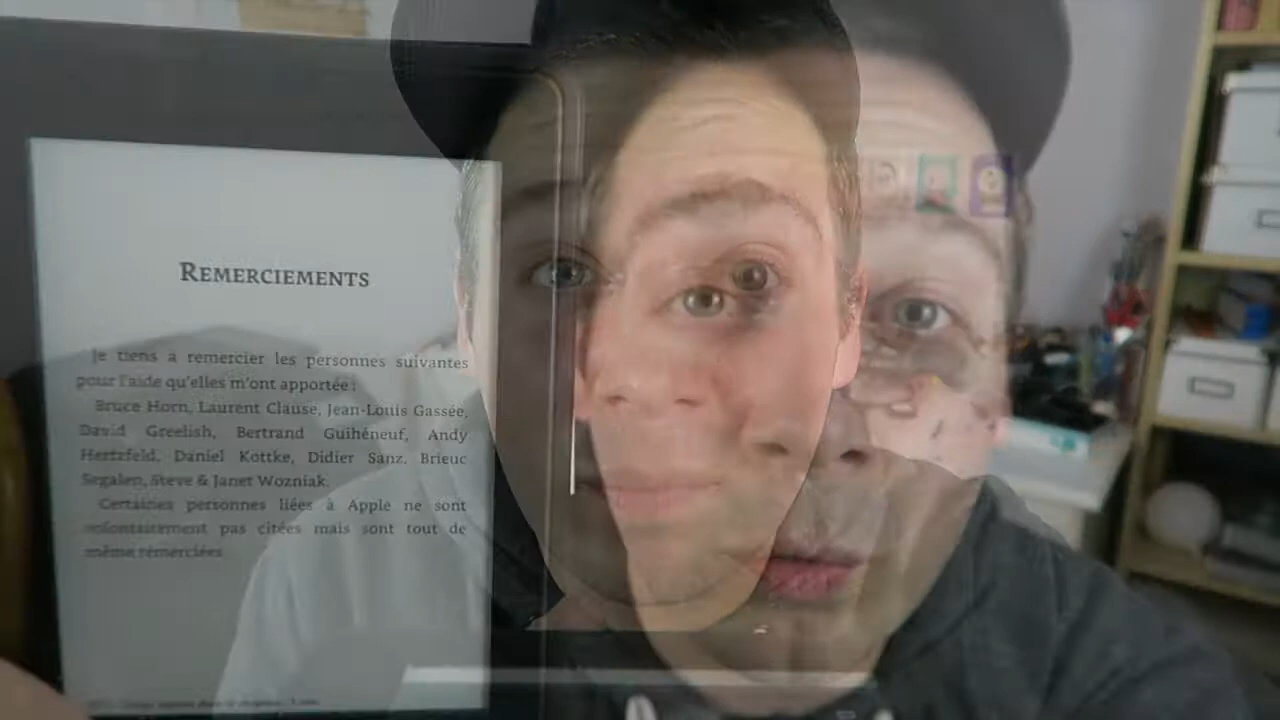 REMERCIEMENTS
Je tiens a remercier les personnes suivantes
pour l'aide qu'elles m'ont apportée :
Bruce Horn, Laurent Clause, Jean-Louis Gassée,
David Greelish, Bertrand Guihéneuf, Andy
Hertzfeld, Daniel Kottke, Didier Sanz, Brieuc
Segalen, Steve & Janet Wozniak.
Certaines personnes liées à Apple ne sont
volontairement pas citées mais sont tout de
même remerciées